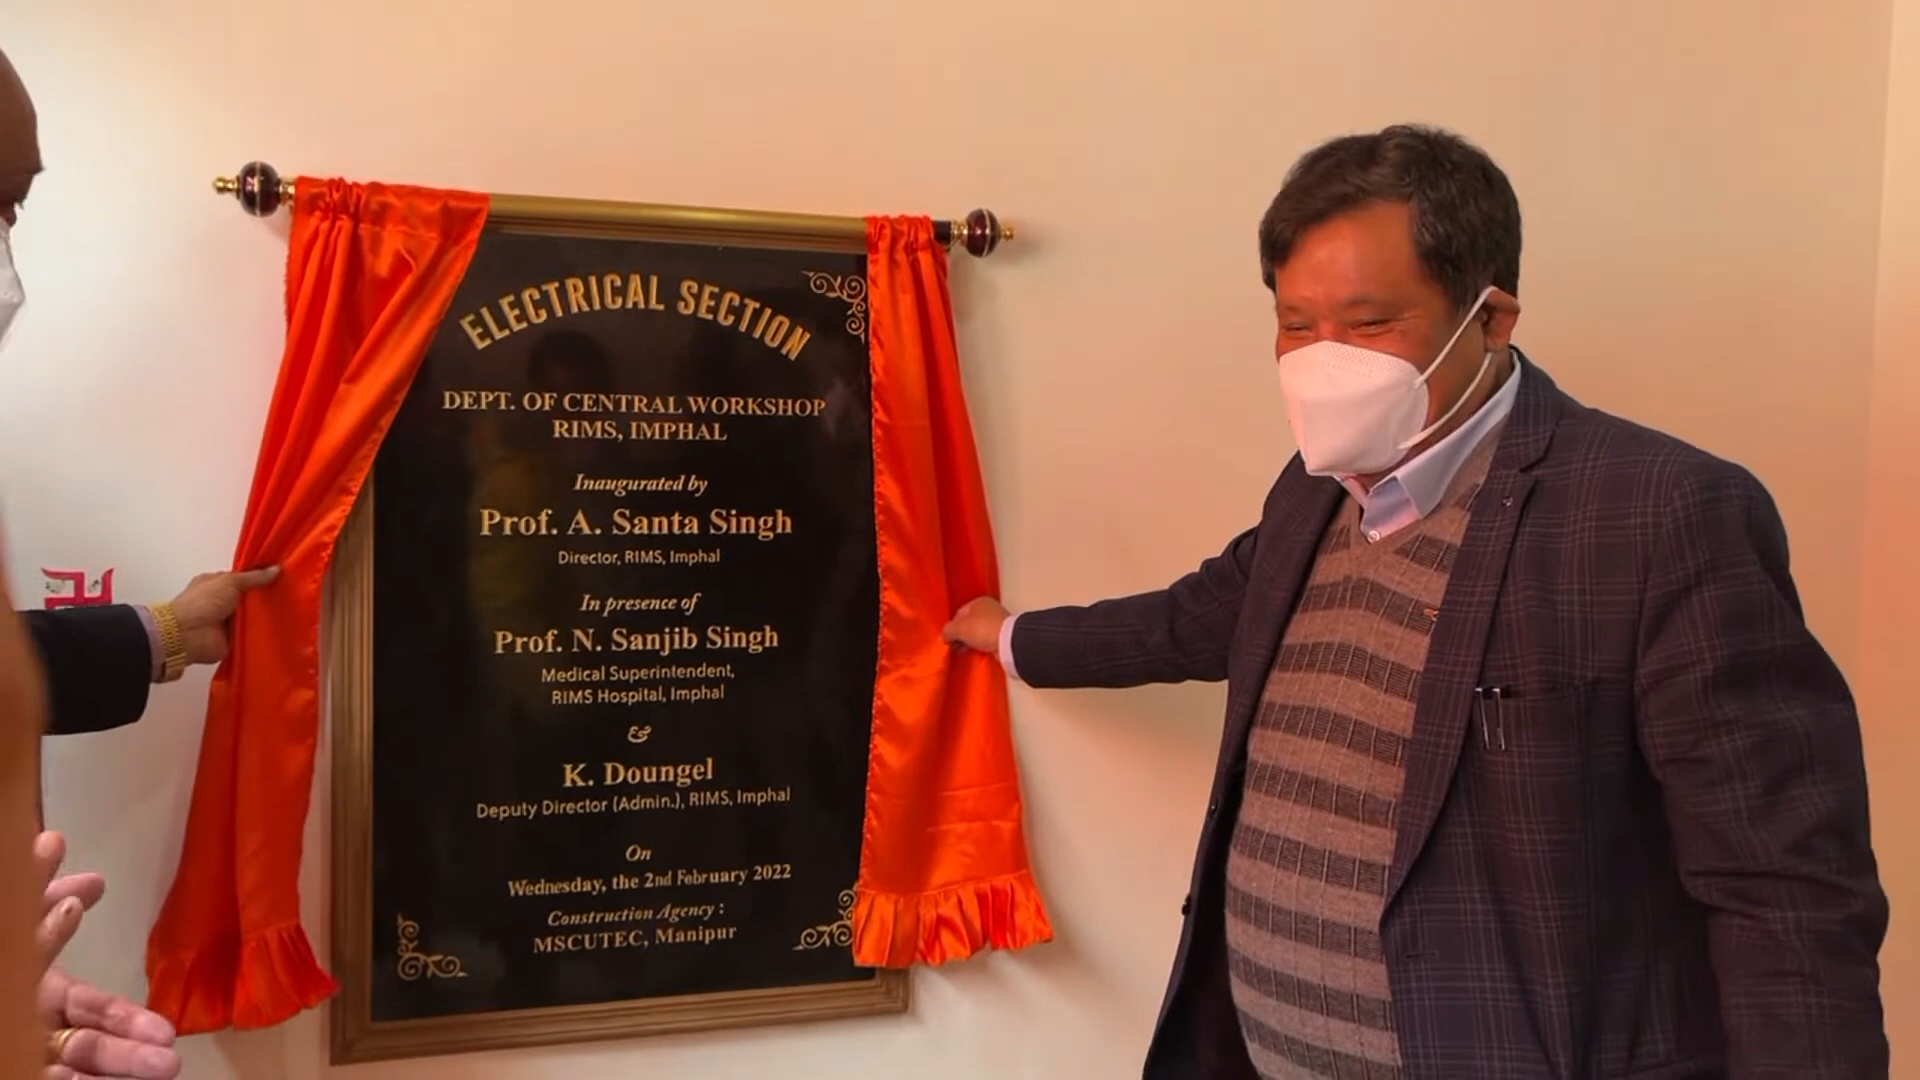 ELECTRICAL SECTION
DEPT. OF CENTRAL WORKSHOP
RIMS, IMPHAL
Inaugurated by
Prof. A. Santa Singh
Director, RIMS, Imphal
In presence of
Prof. N. Sanjib Singh
Medical Superintendent,
RIMS Hospital, Imphal
&
K. Doungel
Deputy Director (Admin.), RIMS, Imphal
On
Wednesday, the 2nd February 2022
Construction Agency :
MSCUTEC, Manipur